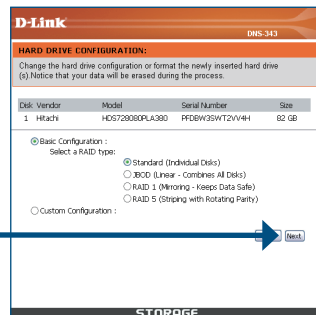 D-Link
DNS-343
HARD DRIVE CONFIGURATION:
Change the hard drive configuration or format the newly inserted hard drive
(s).Notice that your data will be erased during the process.
Disk Vendor Model Serial Number Size
1 Hitachi HDS728080PLA380 PFDBW3SWT2VV4H 82 GB
Basic Configuration :
Select a RAID type:
Standard (Individual Disks)
JBOD (Linear - Combines All Disks)
RAID 1 (Mirroring - Keeps Data Safe)
RAID 5 (Striping with Rotating Parity)
Custom Configuration :
Next
STORAGE